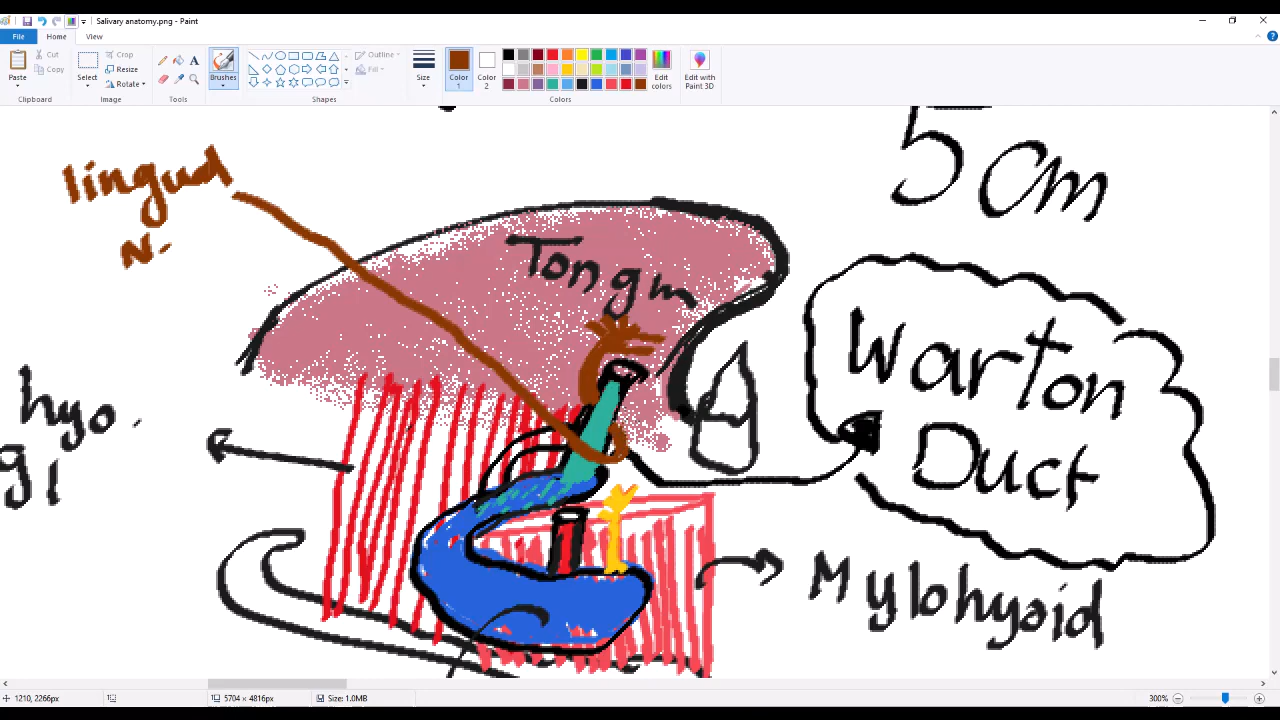 Salivary anatomy.png - Paint
File
Home
View
Paste
Cut
Copy
Clipboard
Select
Crop
Resize
Rotate
Image
Tools
Brushes
Shapes
Outline
Fill
Size
Color
1
Color
2
Edit
colors
Colors
Edit with
Paint 3D
5 cm
lingual
N.
Tongue
Warton
Duct
hyo
gl
Mylohyoid
1210, 2266px
5704 × 4816px
Size: 1.0MB
300%